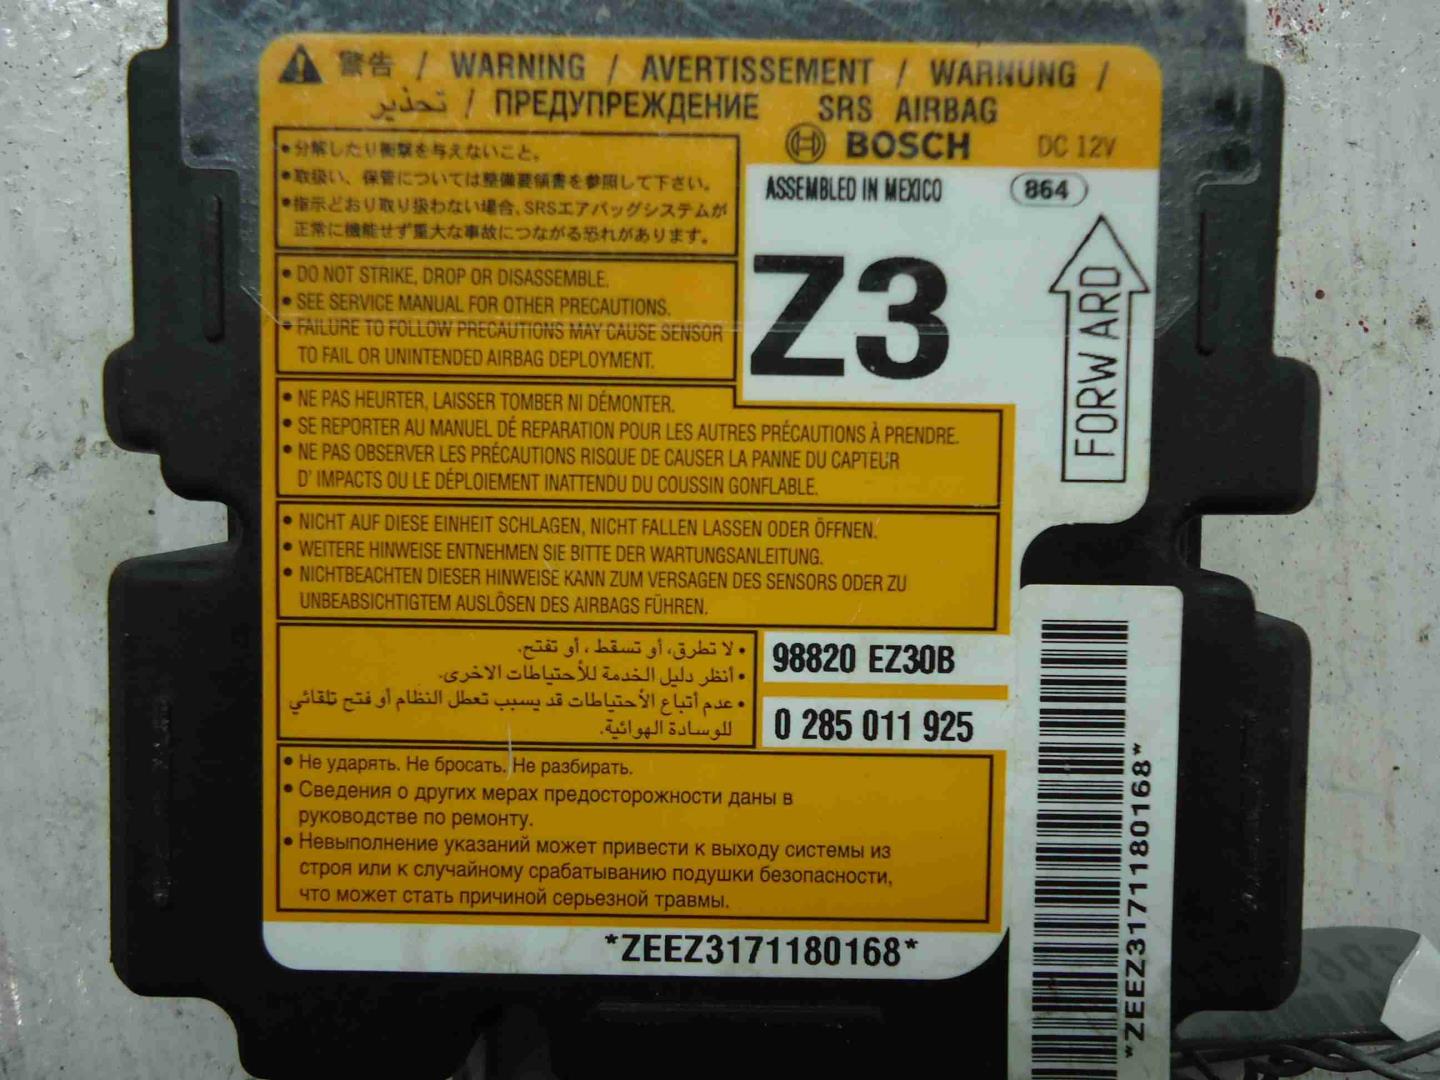 警告 / WARNING / AVERTISSEMENT / WARNUNG /
تحذير / ПРЕДУПРЕЖДЕНИЕ SRS AIRBAG
BOSCH DC 12V
•分解したり衝撃を与えないこと。
•取扱い、保管については整備要領書を参照して下さい。
•指示どおり取り扱わない場合、SRSエアバッグシステムが
正常に機能せず重大な事故につながる恐れがあります。
ASSEMBLED IN MEXICO 864
Z3
FORWARD
• DO NOT STRIKE, DROP OR DISASSEMBLE.
• SEE SERVICE MANUAL FOR OTHER PRECAUTIONS.
• FAILURE TO FOLLOW PRECAUTIONS MAY CAUSE SENSOR
TO FAIL OR UNINTENDED AIRBAG DEPLOYMENT.
• NE PAS HEURTER, LAISSER TOMBER NI DÉMONTER.
• SE REPORTER AU MANUEL DÉ REPARATION POUR LES AUTRES PRÉCAUTIONS À PRENDRE.
• NE PAS OBSERVER LES PRÉCAUTIONS RISQUE DE CAUSER LA PANNE DU CAPTEUR
D' IMPACTS OU LE DÉPLOIEMENT INATTENDU DU COUSSIN GONFLABLE.
• NICHT AUF DIESE EINHEIT SCHLAGEN, NICHT FALLEN LASSEN ODER ÖFFNEN.
• WEITERE HINWEISE ENTNEHMEN SIE BITTE DER WARTUNGSANLEITUNG.
• NICHTBEACHTEN DIESER HINWEISE KANN ZUM VERSAGEN DES SENSORS ODER ZU
UNBEABSICHTIGTEM AUSLÖSEN DES AIRBAGS FÜHREN.
• لا تطرق، أو تسقط ، أو تفتح.
• أنظر دليل الخدمة للأحتياطات الاخرى.
• عدم أتباع الأحتياطات قد يسبب تعطل النظام أو فتح تلقائي
للوسادة الهوائية.
98820 EZ30B
0 285 011 925
• Не ударять. Не бросать. Не разбирать.
• Сведения о других мерах предосторожности даны в
руководстве по ремонту.
• Невыполнение указаний может привести к выходу системы из
строя или к случайному срабатыванию подушки безопасности,
что может стать причиной серьезной травмы.
*ZEEZ3171180168*
*ZEEZ3171180168*